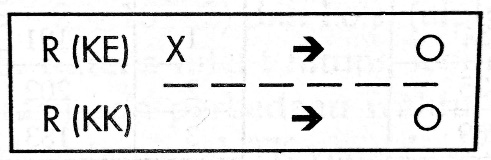 R (KE) X → O
R (KK) → O